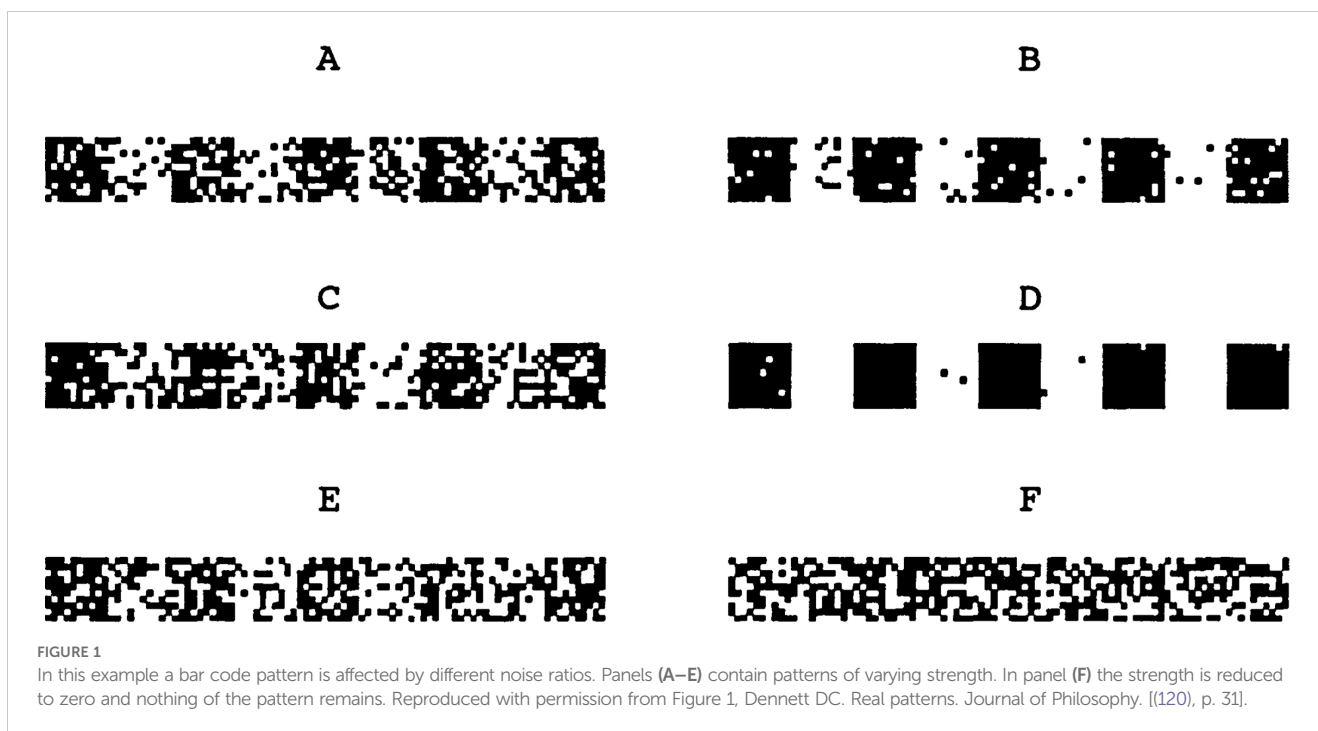 A
B
C
D
E
F
FIGURE 1
In this example a bar code pattern is affected by different noise ratios. Panels (A–E) contain patterns of varying strength. In panel (F) the strength is reduced
to zero and nothing of the pattern remains. Reproduced with permission from Figure 1, Dennett DC. Real patterns. Journal of Philosophy. [(120), p. 31].